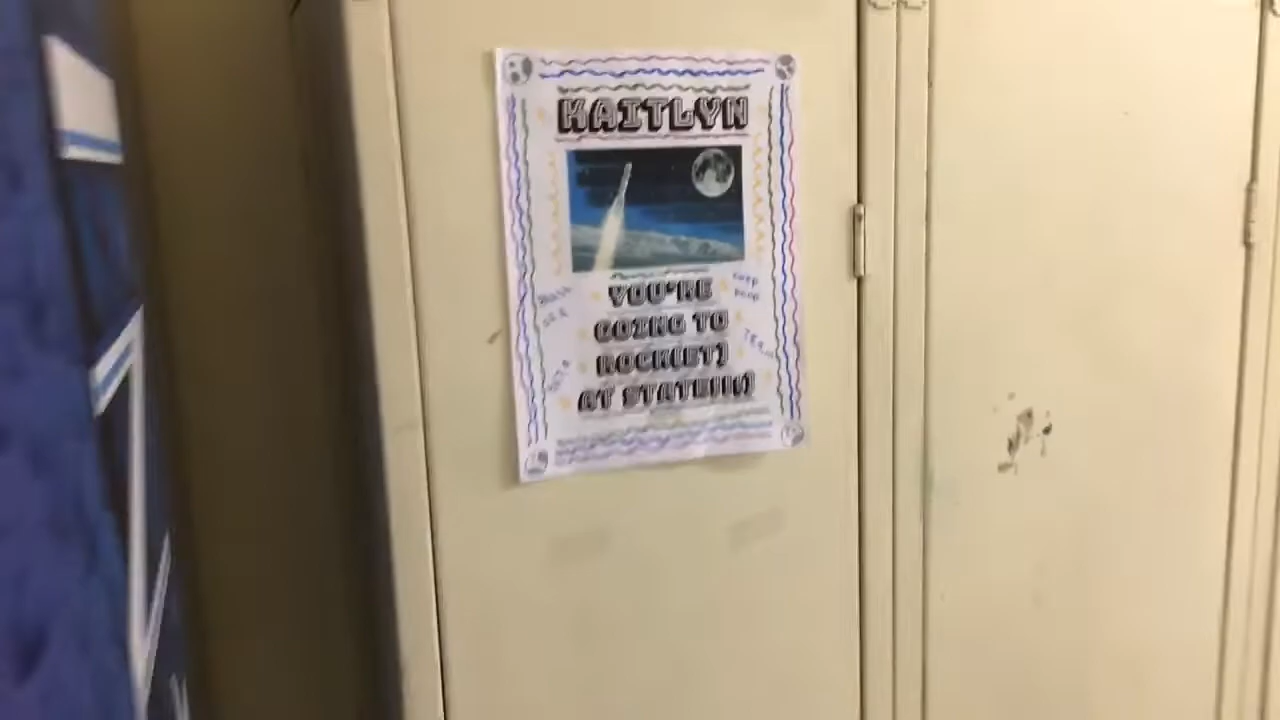 KAITLYN
YOU'RE
GOING TO
ROCK(ET)
AT STATE!!!:)